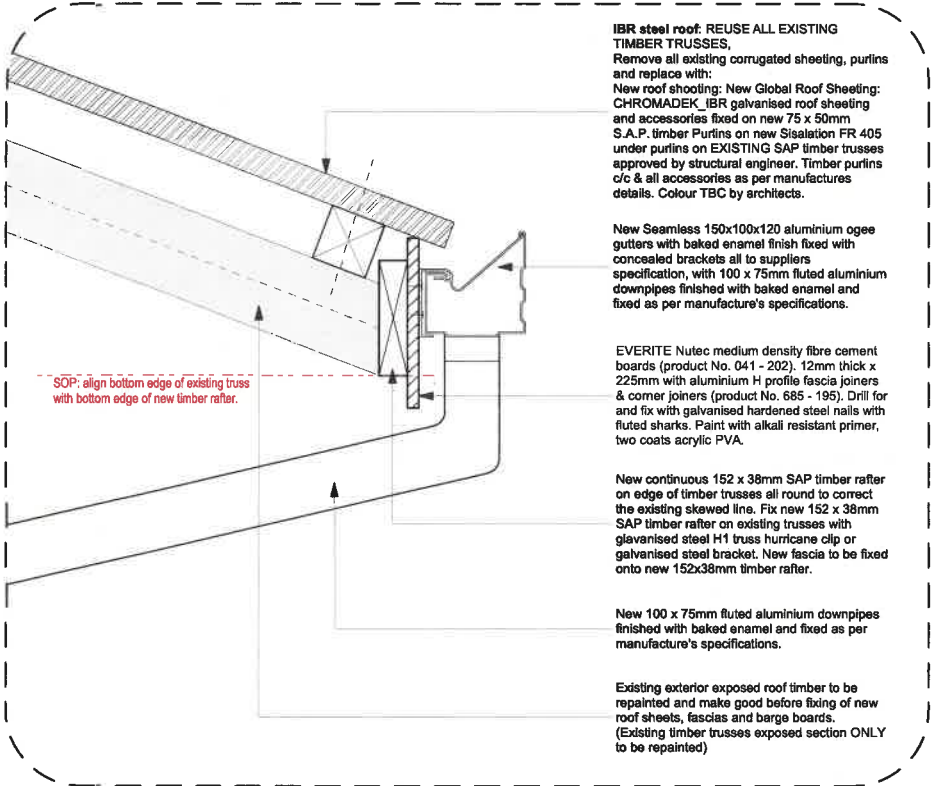 IBR steel roof: REUSE ALL EXISTING
TIMBER TRUSSES,
Remove all existing corrugated sheeting, purlins
and replace with:
New roof shooting: New Global Roof Sheeting:
CHROMADEK_IBR galvanised roof sheeting
and accessories fixed on new 75 x 50mm
S.A.P. timber Purlins on new Sisalation FR 405
under purlins on EXISTING SAP timber trusses
approved by structural engineer. Timber purlins
c/c & all accessories as per manufactures
details. Colour TBC by architects.
New Seamless 150x100x120 aluminium ogee
gutters with baked enamel finish fixed with
concealed brackets all to suppliers
specification, with 100 x 75mm fluted aluminium
downpipes finished with baked enamel and
fixed as per manufacture's specifications.
EVERITE Nutec medium density fibre cement
boards (product No. 041 - 202). 12mm thick x
225mm with aluminium H profile fascia joiners
& corner joiners (product No. 685 - 195). Drill for
and fix with galvanised hardened steel nails with
fluted sharks. Paint with alkali resistant primer,
two coats acrylic PVA.
SOP: align bottom edge of existing truss
with bottom edge of new timber rafter.
New continuous 152 x 38mm SAP timber rafter
on edge of timber trusses all round to correct
the existing skewed line. Fix new 152 x 38mm
SAP timber rafter on existing trusses with
glavanised steel H1 truss hurricane clip or
galvanised steel bracket. New fascia to be fixed
onto new 152x38mm timber rafter.
New 100 x 75mm fluted aluminium downpipes
finished with baked enamel and fixed as per
manufacture's specifications.
Existing exterior exposed roof timber to be
repainted and make good before fixing of new
roof sheets, fascias and barge boards.
(Existing timber trusses exposed section ONLY
to be repainted)